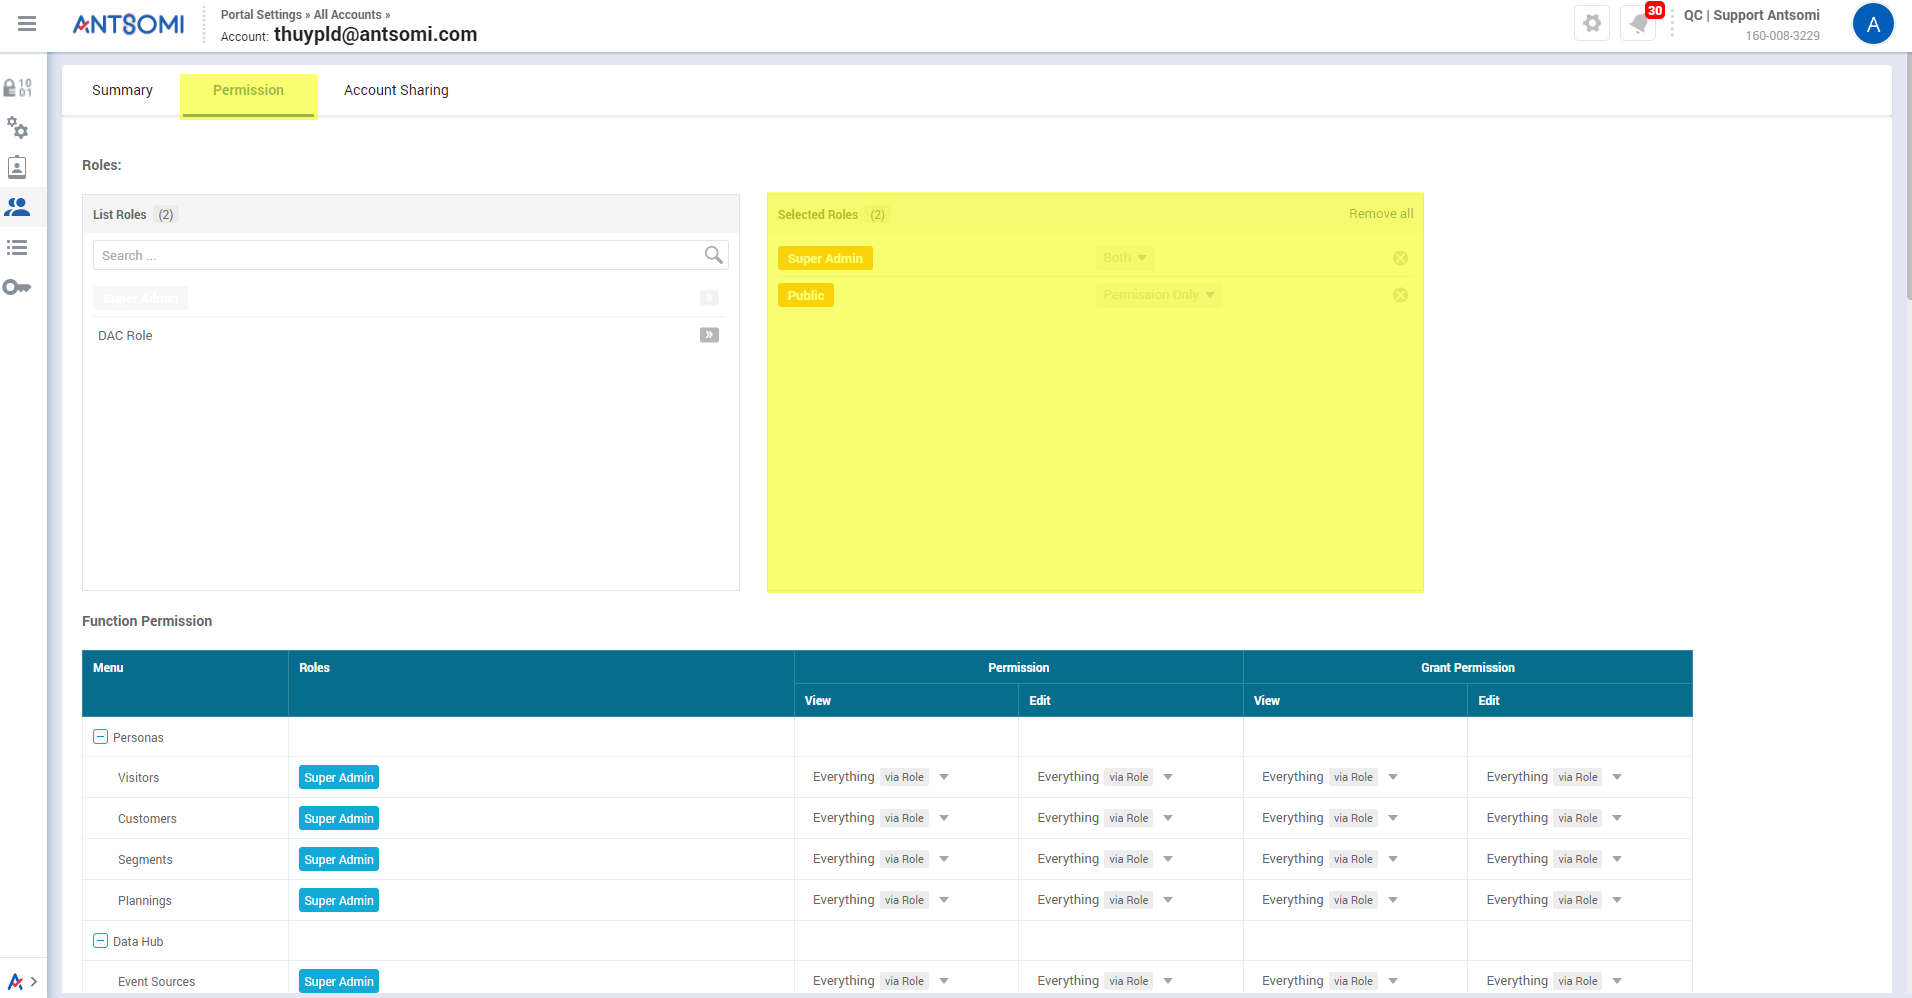 ANTSOMI
Portal Settings » All Accounts »
Account: thuypld@antsomi.com
30
QC | Support Antsomi
160-008-3229
A
10
01
Summary
Permission
Account Sharing
Roles:
List Roles (2)
Search ...
Super Admin »
DAC Role »
Selected Roles (2) Remove all
Super Admin Both
Public Permission Only
Function Permission
Menu Roles Permission Grant Permission
View Edit View Edit
Personas
Visitors Super Admin Everything via Role Everything via Role Everything via Role Everything via Role
Customers Super Admin Everything via Role Everything via Role Everything via Role Everything via Role
Segments Super Admin Everything via Role Everything via Role Everything via Role Everything via Role
Plannings Super Admin Everything via Role Everything via Role Everything via Role Everything via Role
Data Hub
Event Sources Super Admin Everything via Role Everything via Role Everything via Role Everything via Role